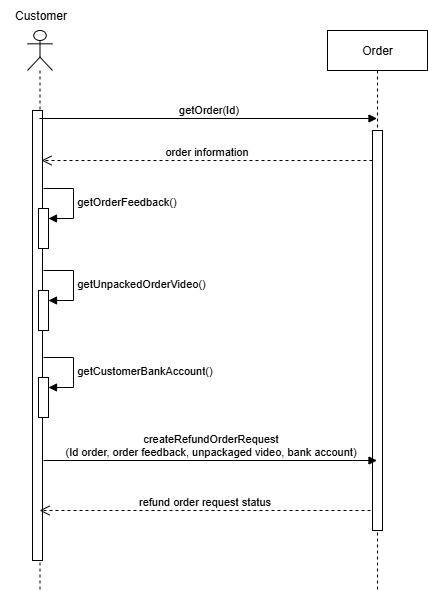 Customer
Order
getOrder(Id)
order information
getOrderFeedback()
getUnpackedOrderVideo()
getCustomerBankAccount()
createRefundOrderRequest
(Id order, order feedback, unpackaged video, bank account)
refund order request status